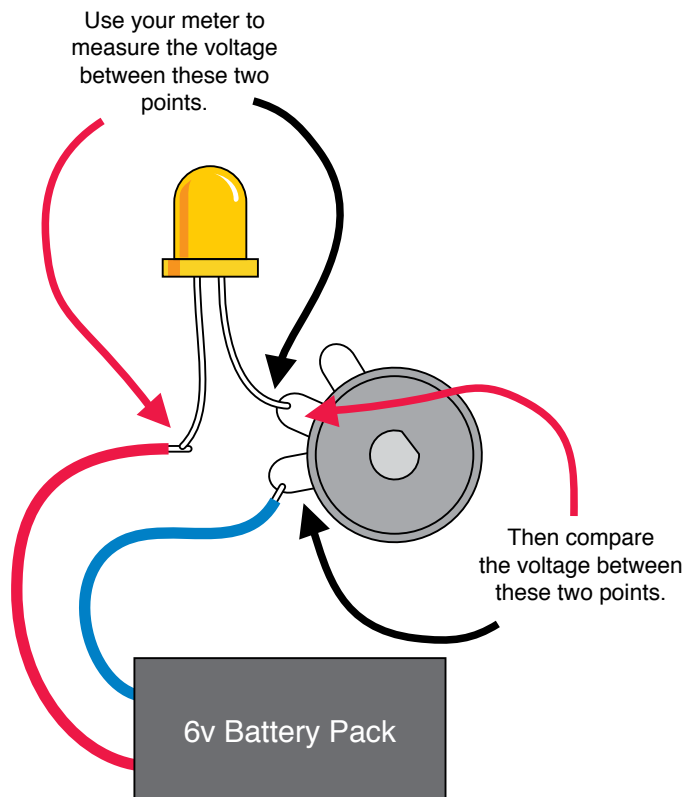 Use your meter to
measure the voltage
between these two
points.
Then compare
the voltage between
these two points.
6v Battery Pack